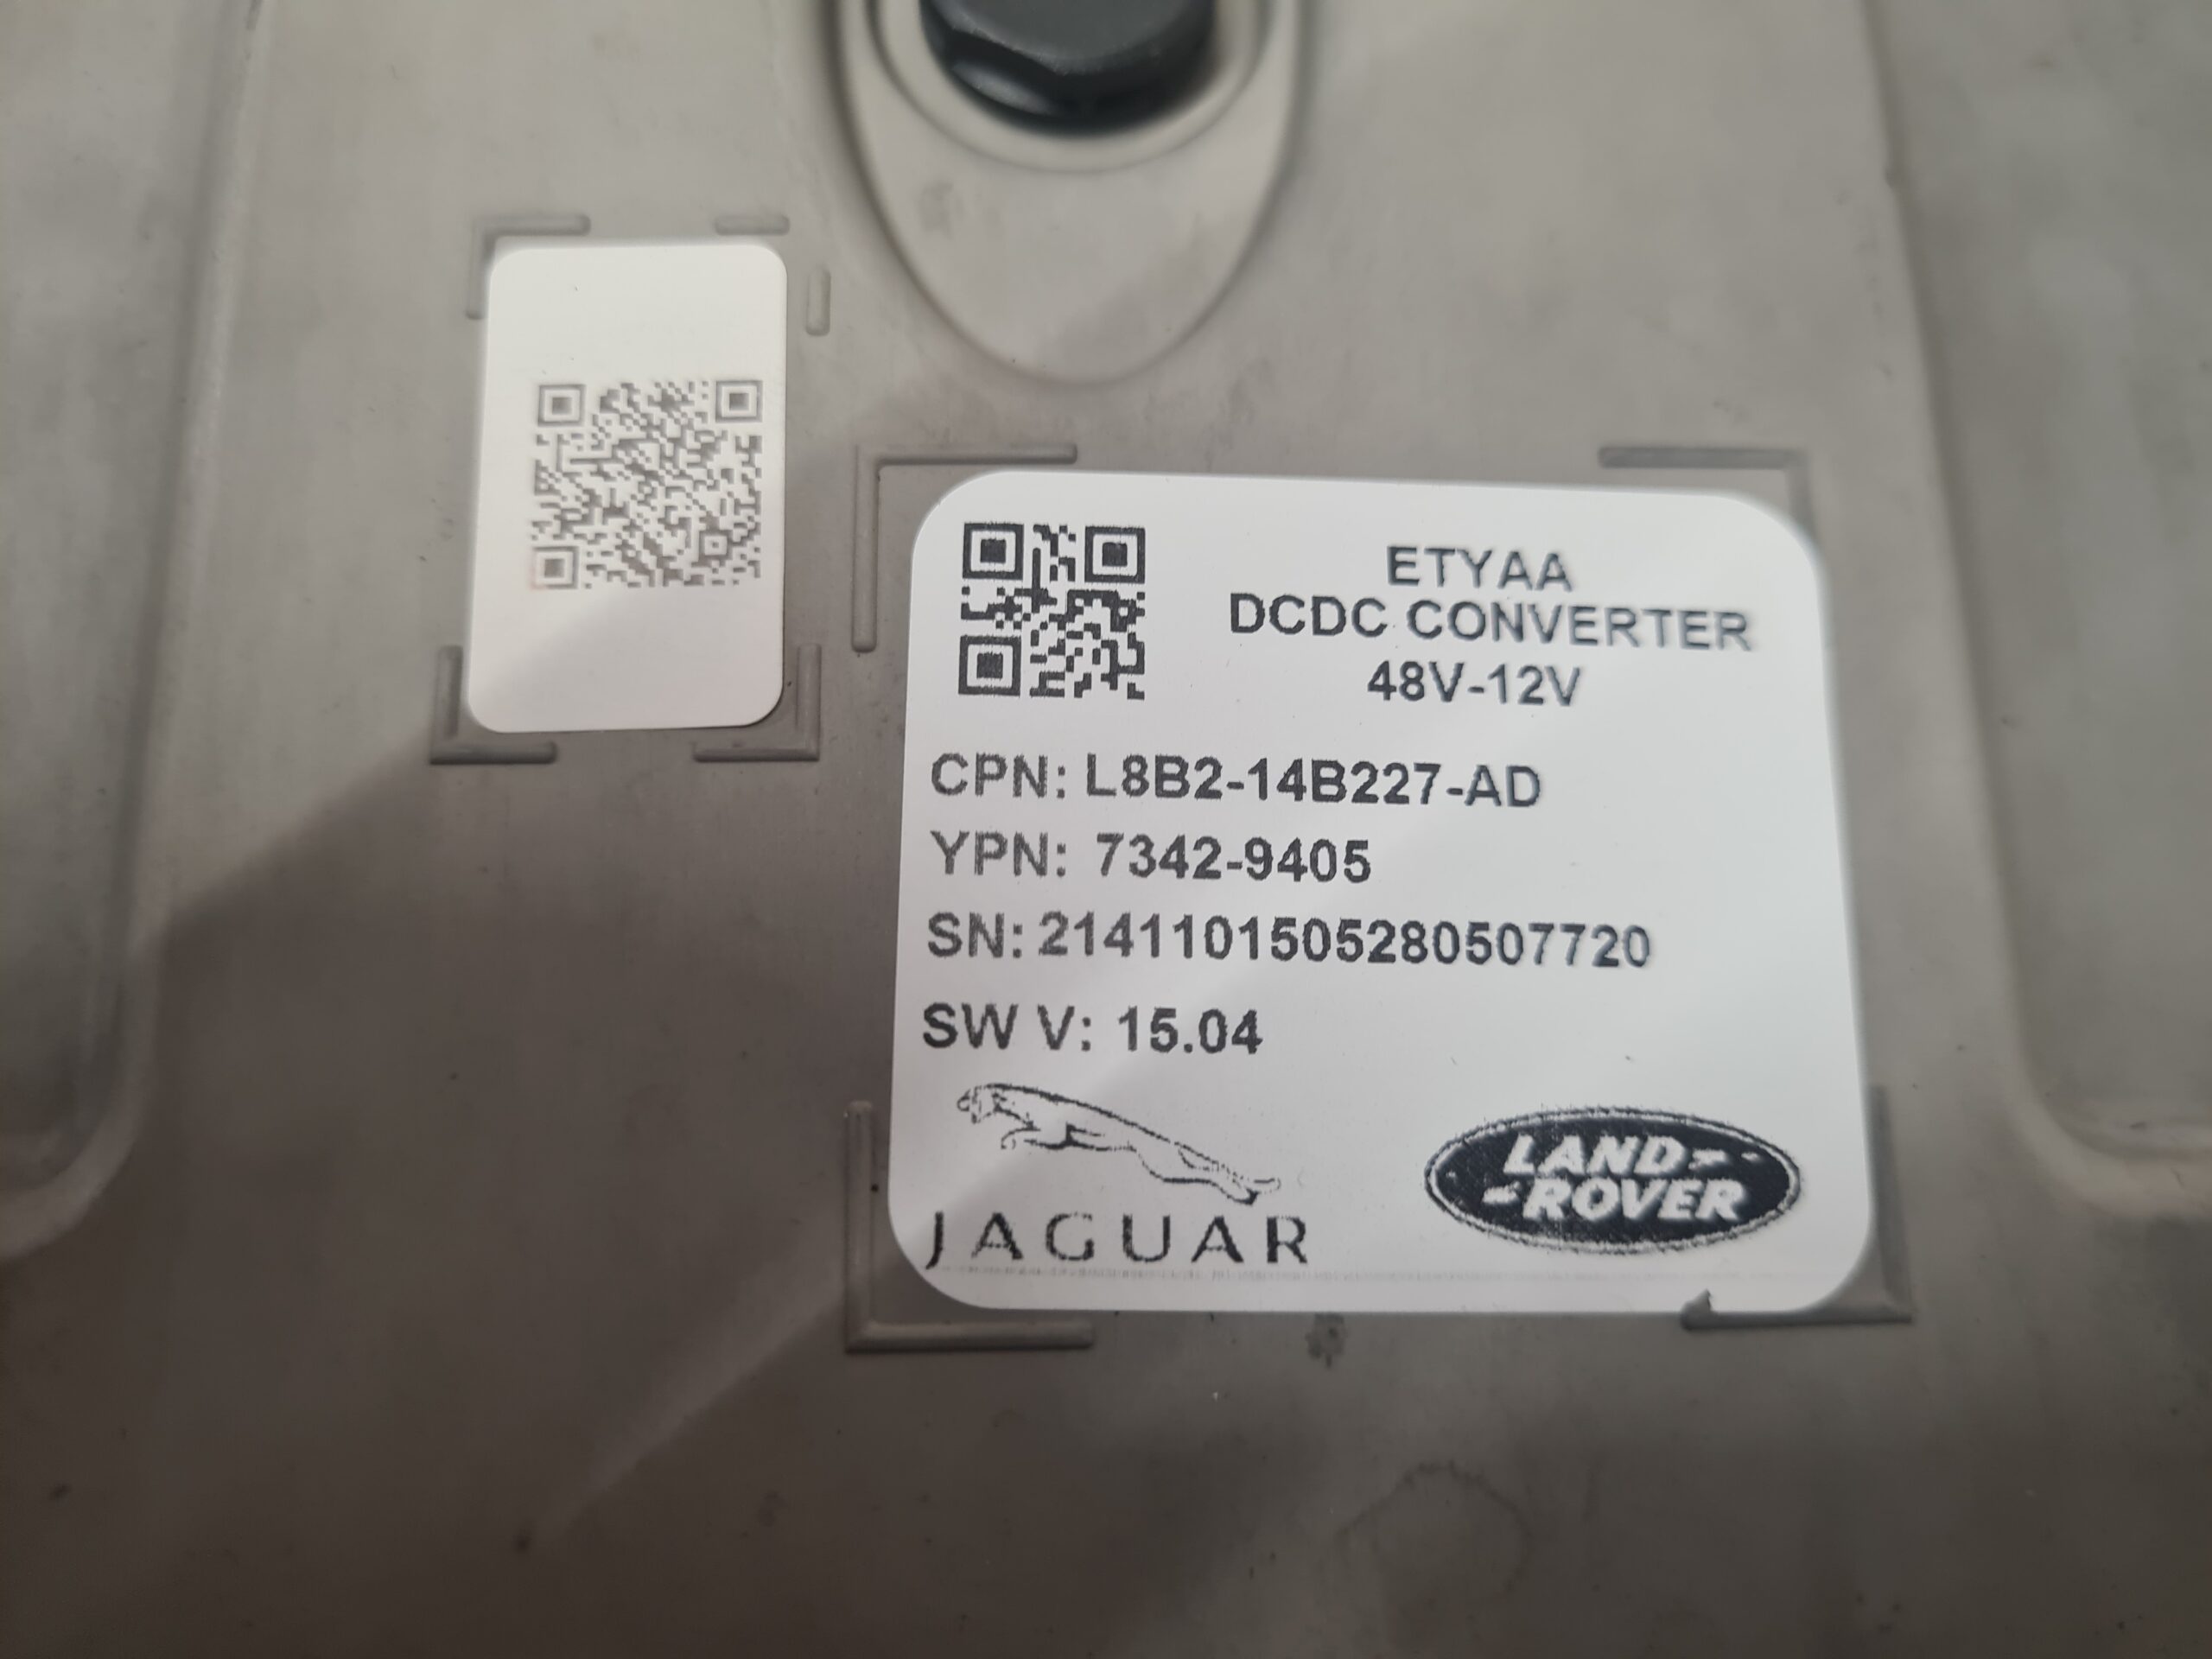 ETYAA
DCDC CONVERTER
48V-12V
CPN: L8B2-14B227-AD
YPN: 7342-9405
SN: 2141101505280507720
SW V: 15.04
JAGUAR
LAND-
-ROVER